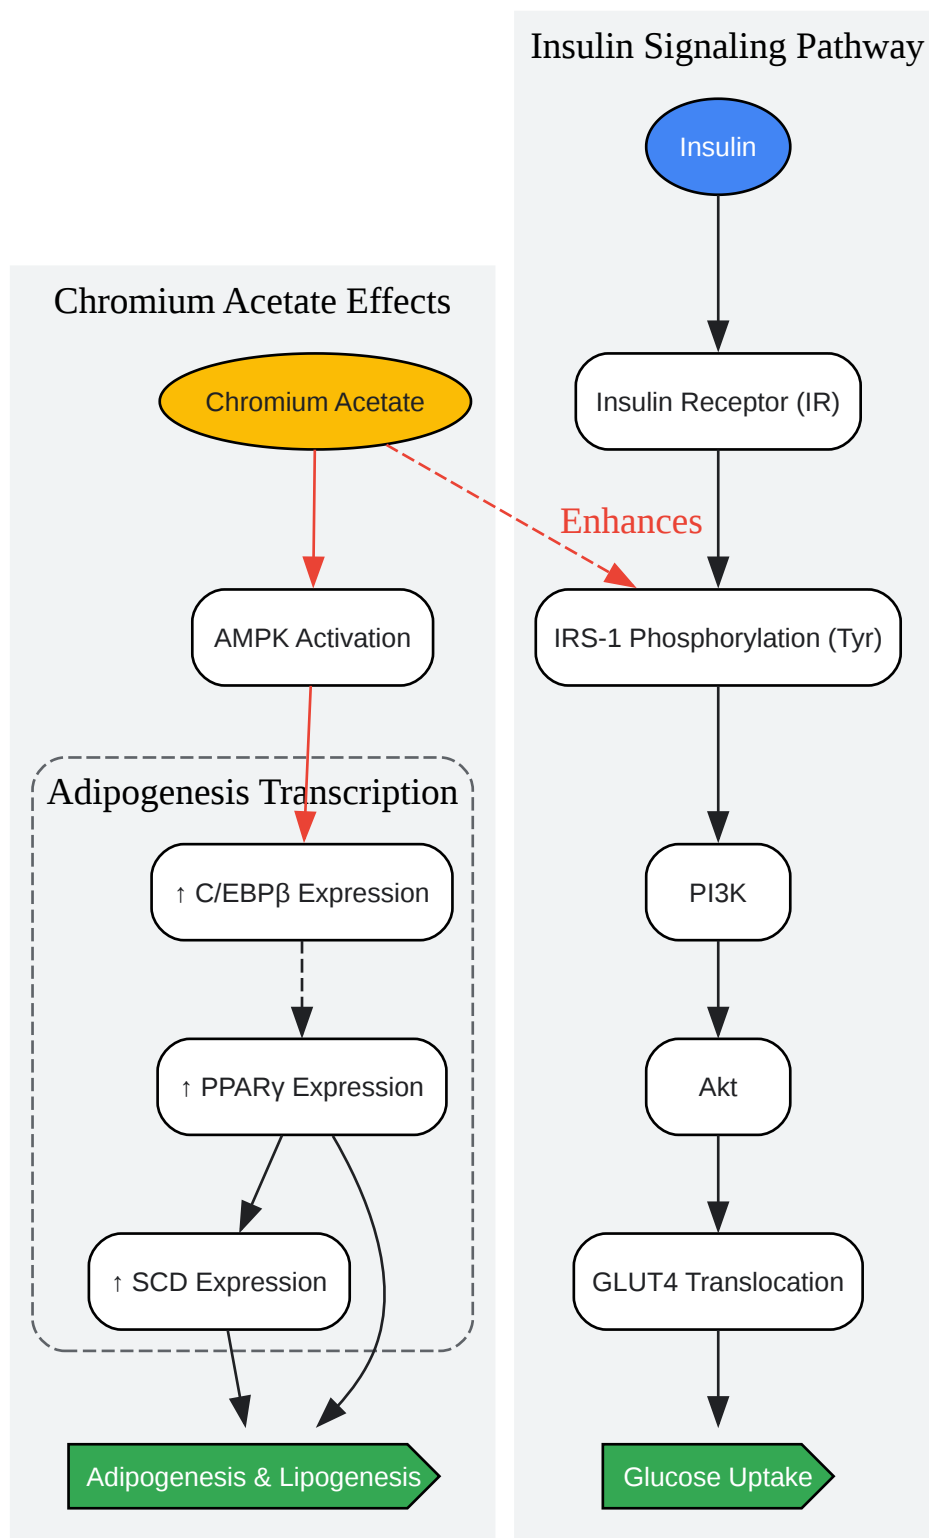 Insulin Signaling Pathway
Insulin
Chromium Acetate Effects
Chromium Acetate
Insulin Receptor (IR)
Enhances
AMPK Activation
IRS-1 Phosphorylation (Tyr)
Adipogenesis Transcription
↑ C/EBPβ Expression
PI3K
↑ PPARγ Expression
Akt
↑ SCD Expression
GLUT4 Translocation
Adipogenesis & Lipogenesis
Glucose Uptake